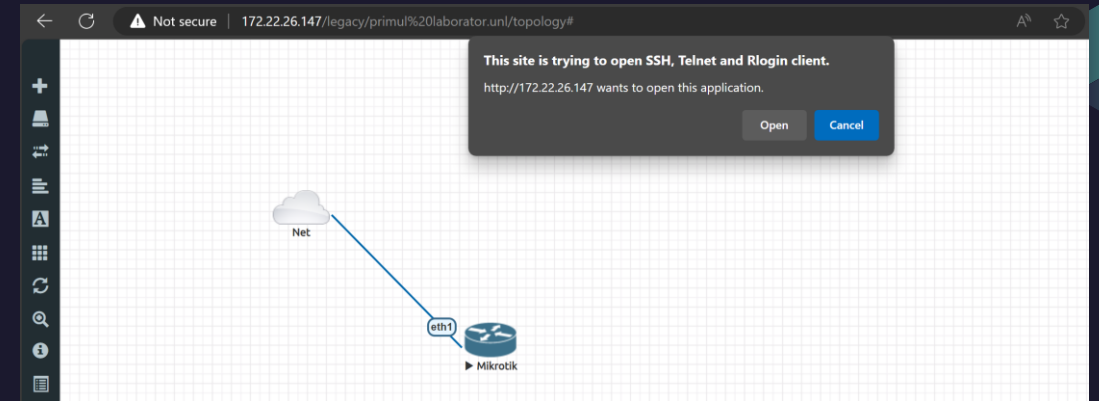 Not secure 172.22.26.147/legacy/primul%20laborator.unl/topology#
This site is trying to open SSH, Telnet and Rlogin client.
http://172.22.26.147 wants to open this application.
Open Cancel
Net
eth1
Mikrotik